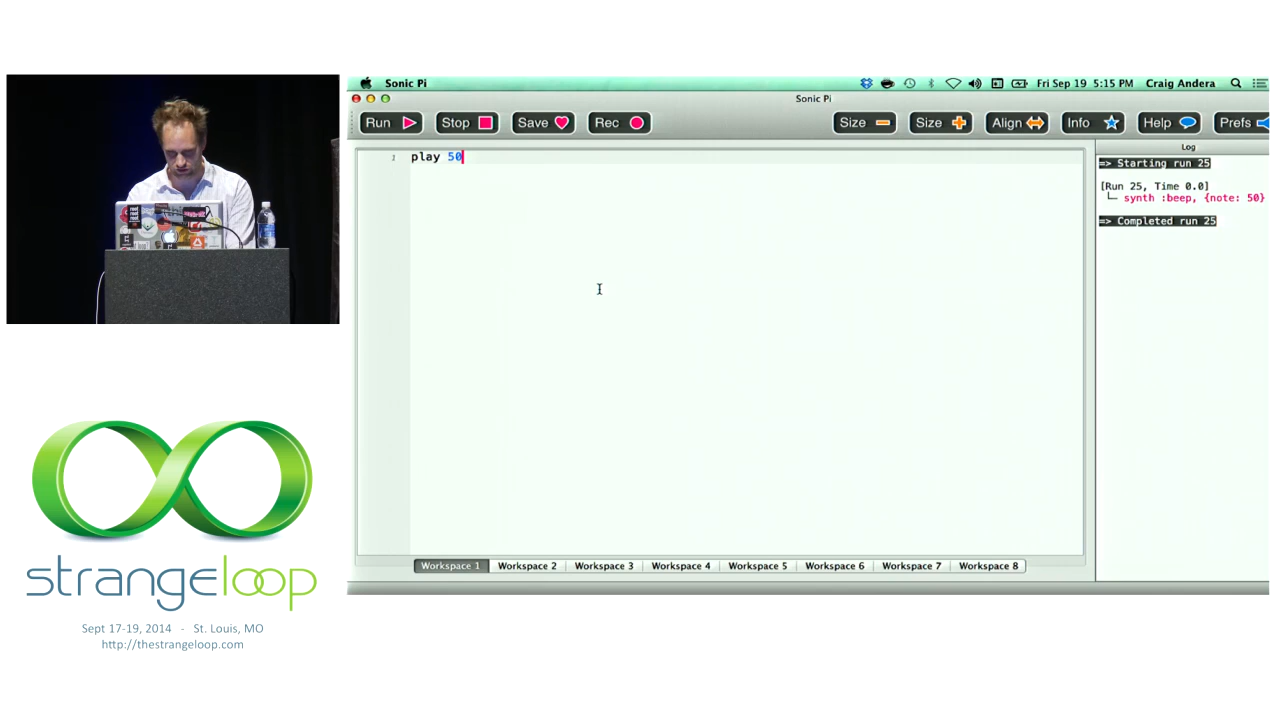 Sonic Pi
Fri Sep 19 5:15 PM Craig Andera
Sonic Pi
Run Stop Save Rec Size Size Align Info Help Prefs
Log
1 play 50
=> Starting run 25
[Run 25, Time 0.0]
└─ synth :beep, {note: 50}
=> Completed run 25
Workspace 1 Workspace 2 Workspace 3 Workspace 4 Workspace 5 Workspace 6 Workspace 7 Workspace 8
strangeloop
Sept 17-19, 2014 - St. Louis, MO
http://thestrangeloop.com